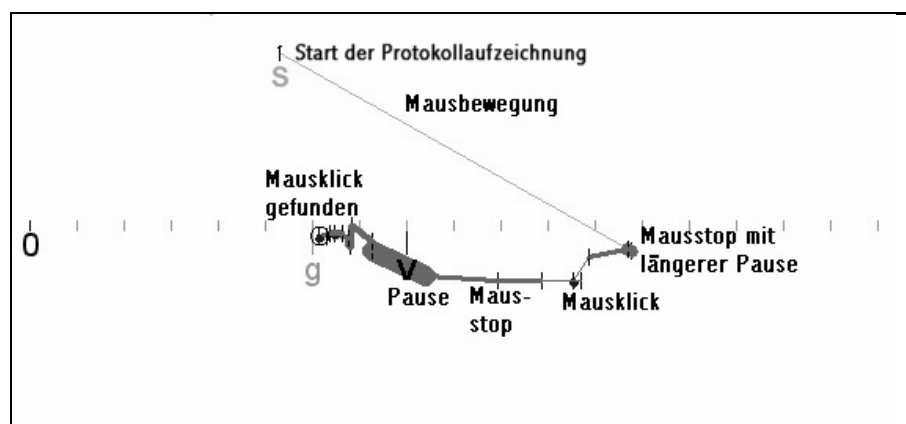 Start der Protokollaufzeichnung
S
Mausbewegung
Mausklick
gefunden
0
Mausstop mit
längerer Pause
g
V
Pause
Maus-
stop
Mausklick